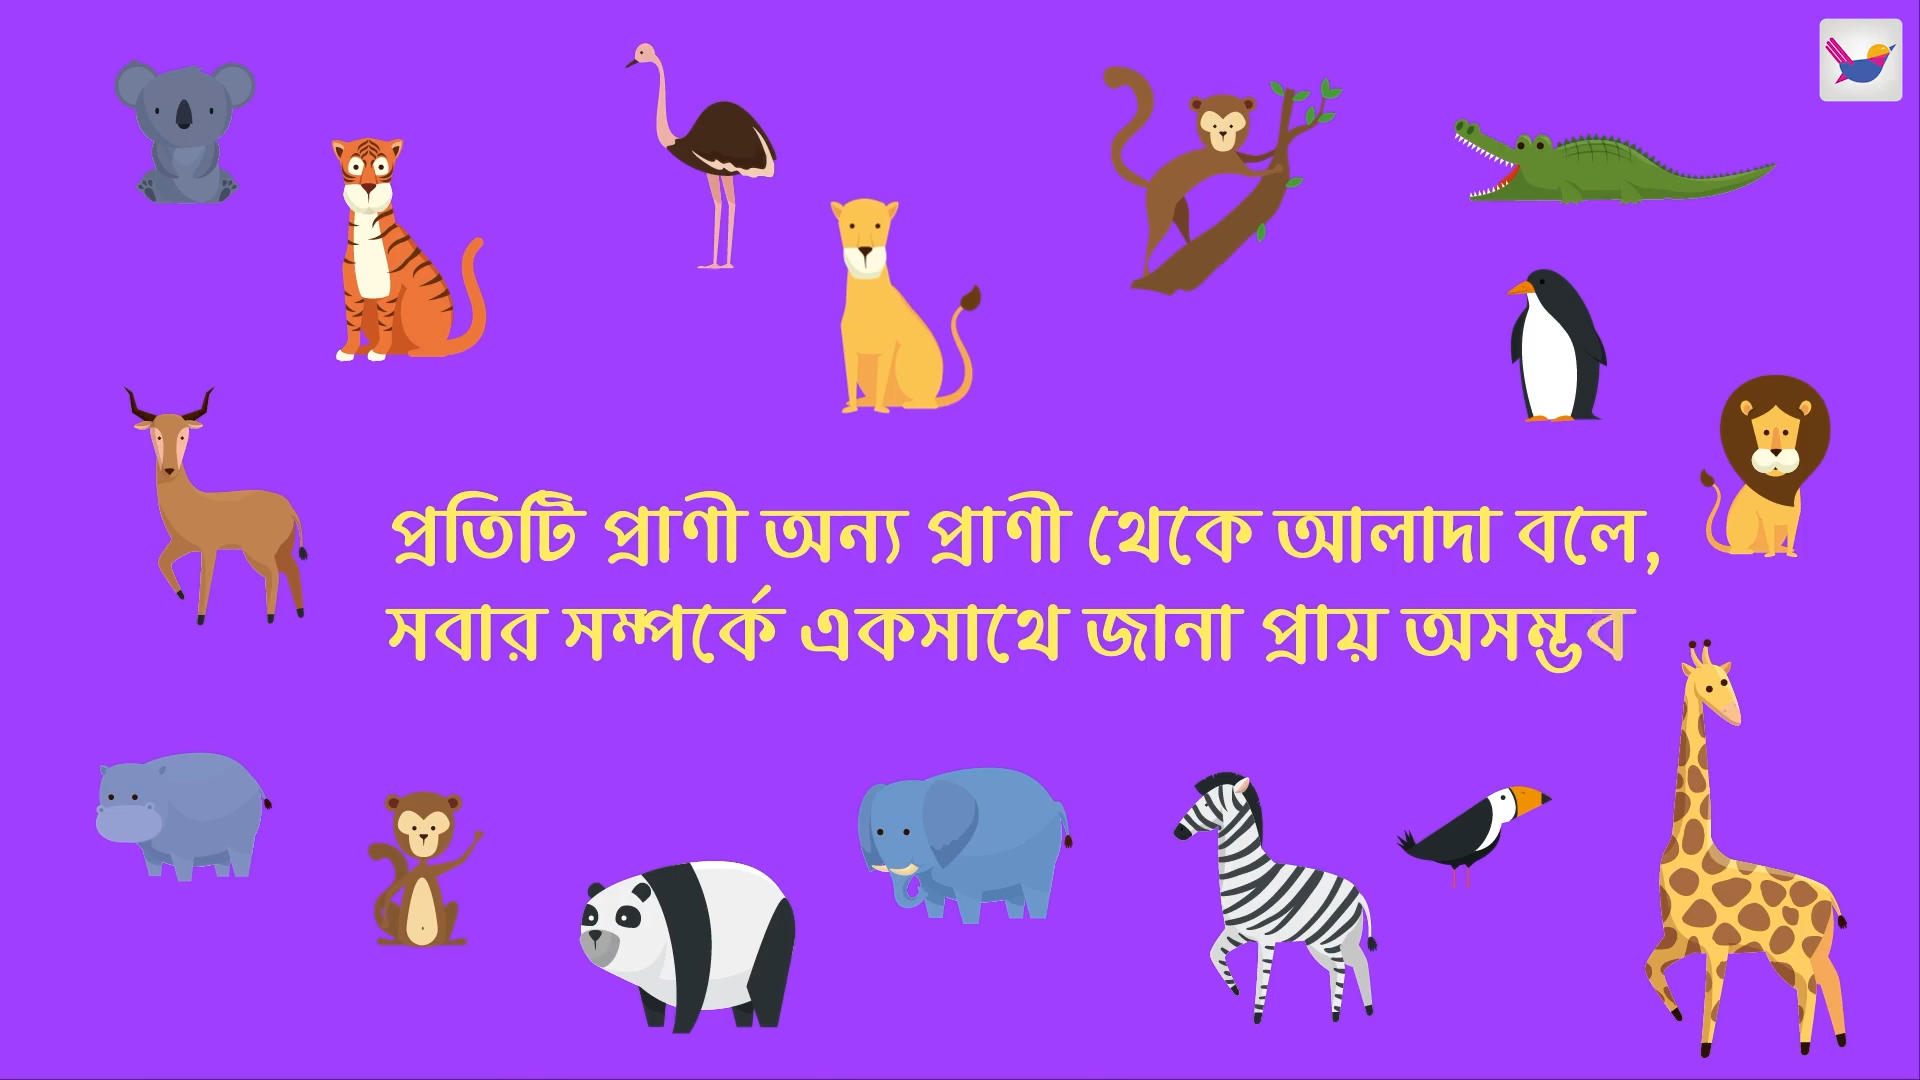 প্রতিটি প্রাণী অন্য প্রাণী থেকে আলাদা বলে,
সবার সম্পর্কে একসাথে জানা প্রায় অসম্ভব